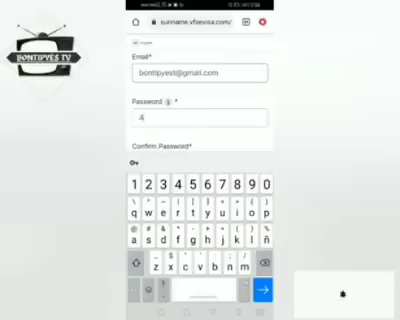 BONTIPYES TV
surname.vfsevisa.com/
Email*
bontipyest@gmail.com
Password *
A
Confirm Password*
1 2 3 4 5 6 7 8 9 0
q w e r t y u i o p
a s d f g h j k l ñ
z x c v b n m